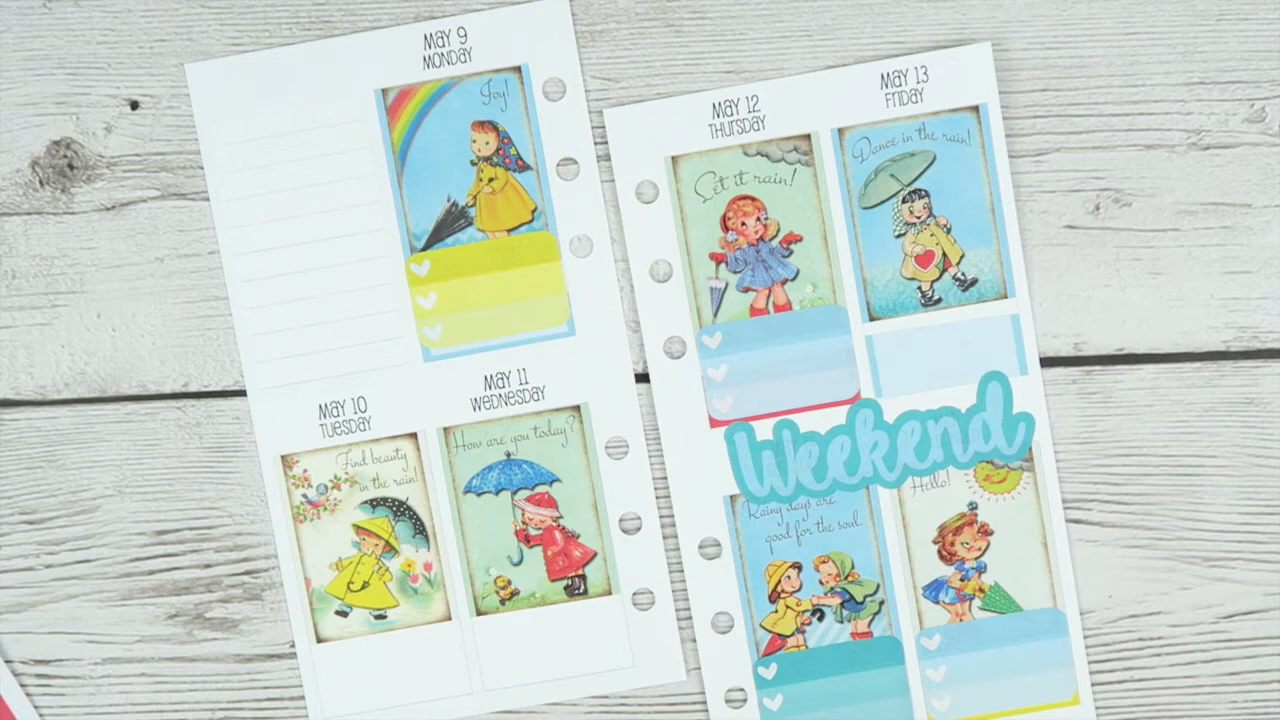 MAY 9
MONDAY
Joy!
MAY 10
TUESDAY
Find beauty
in the rain!
MAY 11
WEDNESDAY
How are you today?
MAY 12
THURSDAY
Let it rain!
MAY 13
FRIDAY
Dance in the rain!
Weekend
Rainy days are
good for the soul.
Hello!